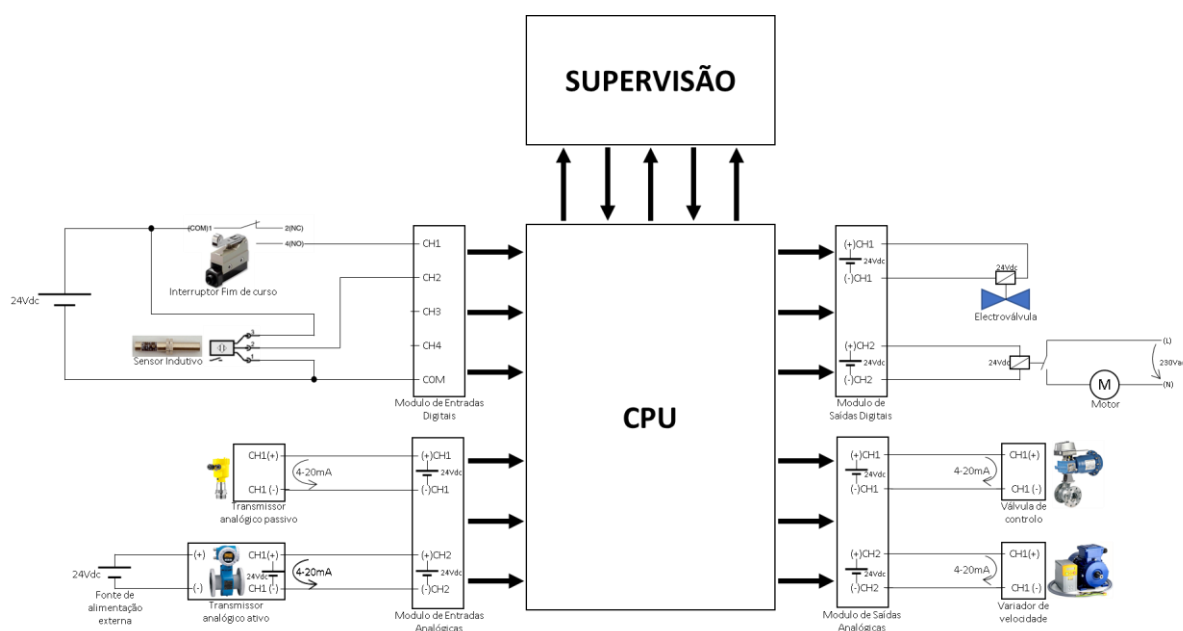 SUPERVISÃO
CPU
24Vdc
(COM)1
2(NC)
4(NO)
Interruptor Fim de curso
3
2
1
Sensor Indutivo
CH1
CH2
CH3
CH4
COM
Modulo de Entradas
Digitais
CH1(+)
CH1 (-)
4-20mA
Transmissor
analógico passivo
(+)CH1
24Vdc
(-)CH1
24Vdc
Fonte de
alimentação
externa
(+)
(-)
CH1(+)
24Vdc
CH1 (-)
Transmissor
analógico ativo
4-20mA
(+)CH2
24Vdc
(-)CH2
Modulo de Entradas
Analógicas
(+)CH1
24Vdc
(-)CH1
24Vdc
Electroválvula
(+)CH2
24Vdc
(-)CH2
Modulo de
Saídas Digitais
24Vdc
(L)
230Vac
(N)
M
Motor
(+)CH1
24Vdc
(-)CH1
4-20mA
CH1(+)
CH1 (-)
Válvula de
controlo
(+)CH2
24Vdc
(-)CH2
Modulo de Saídas
Analógicas
4-20mA
CH1(+)
CH1 (-)
Variador de
velocidade